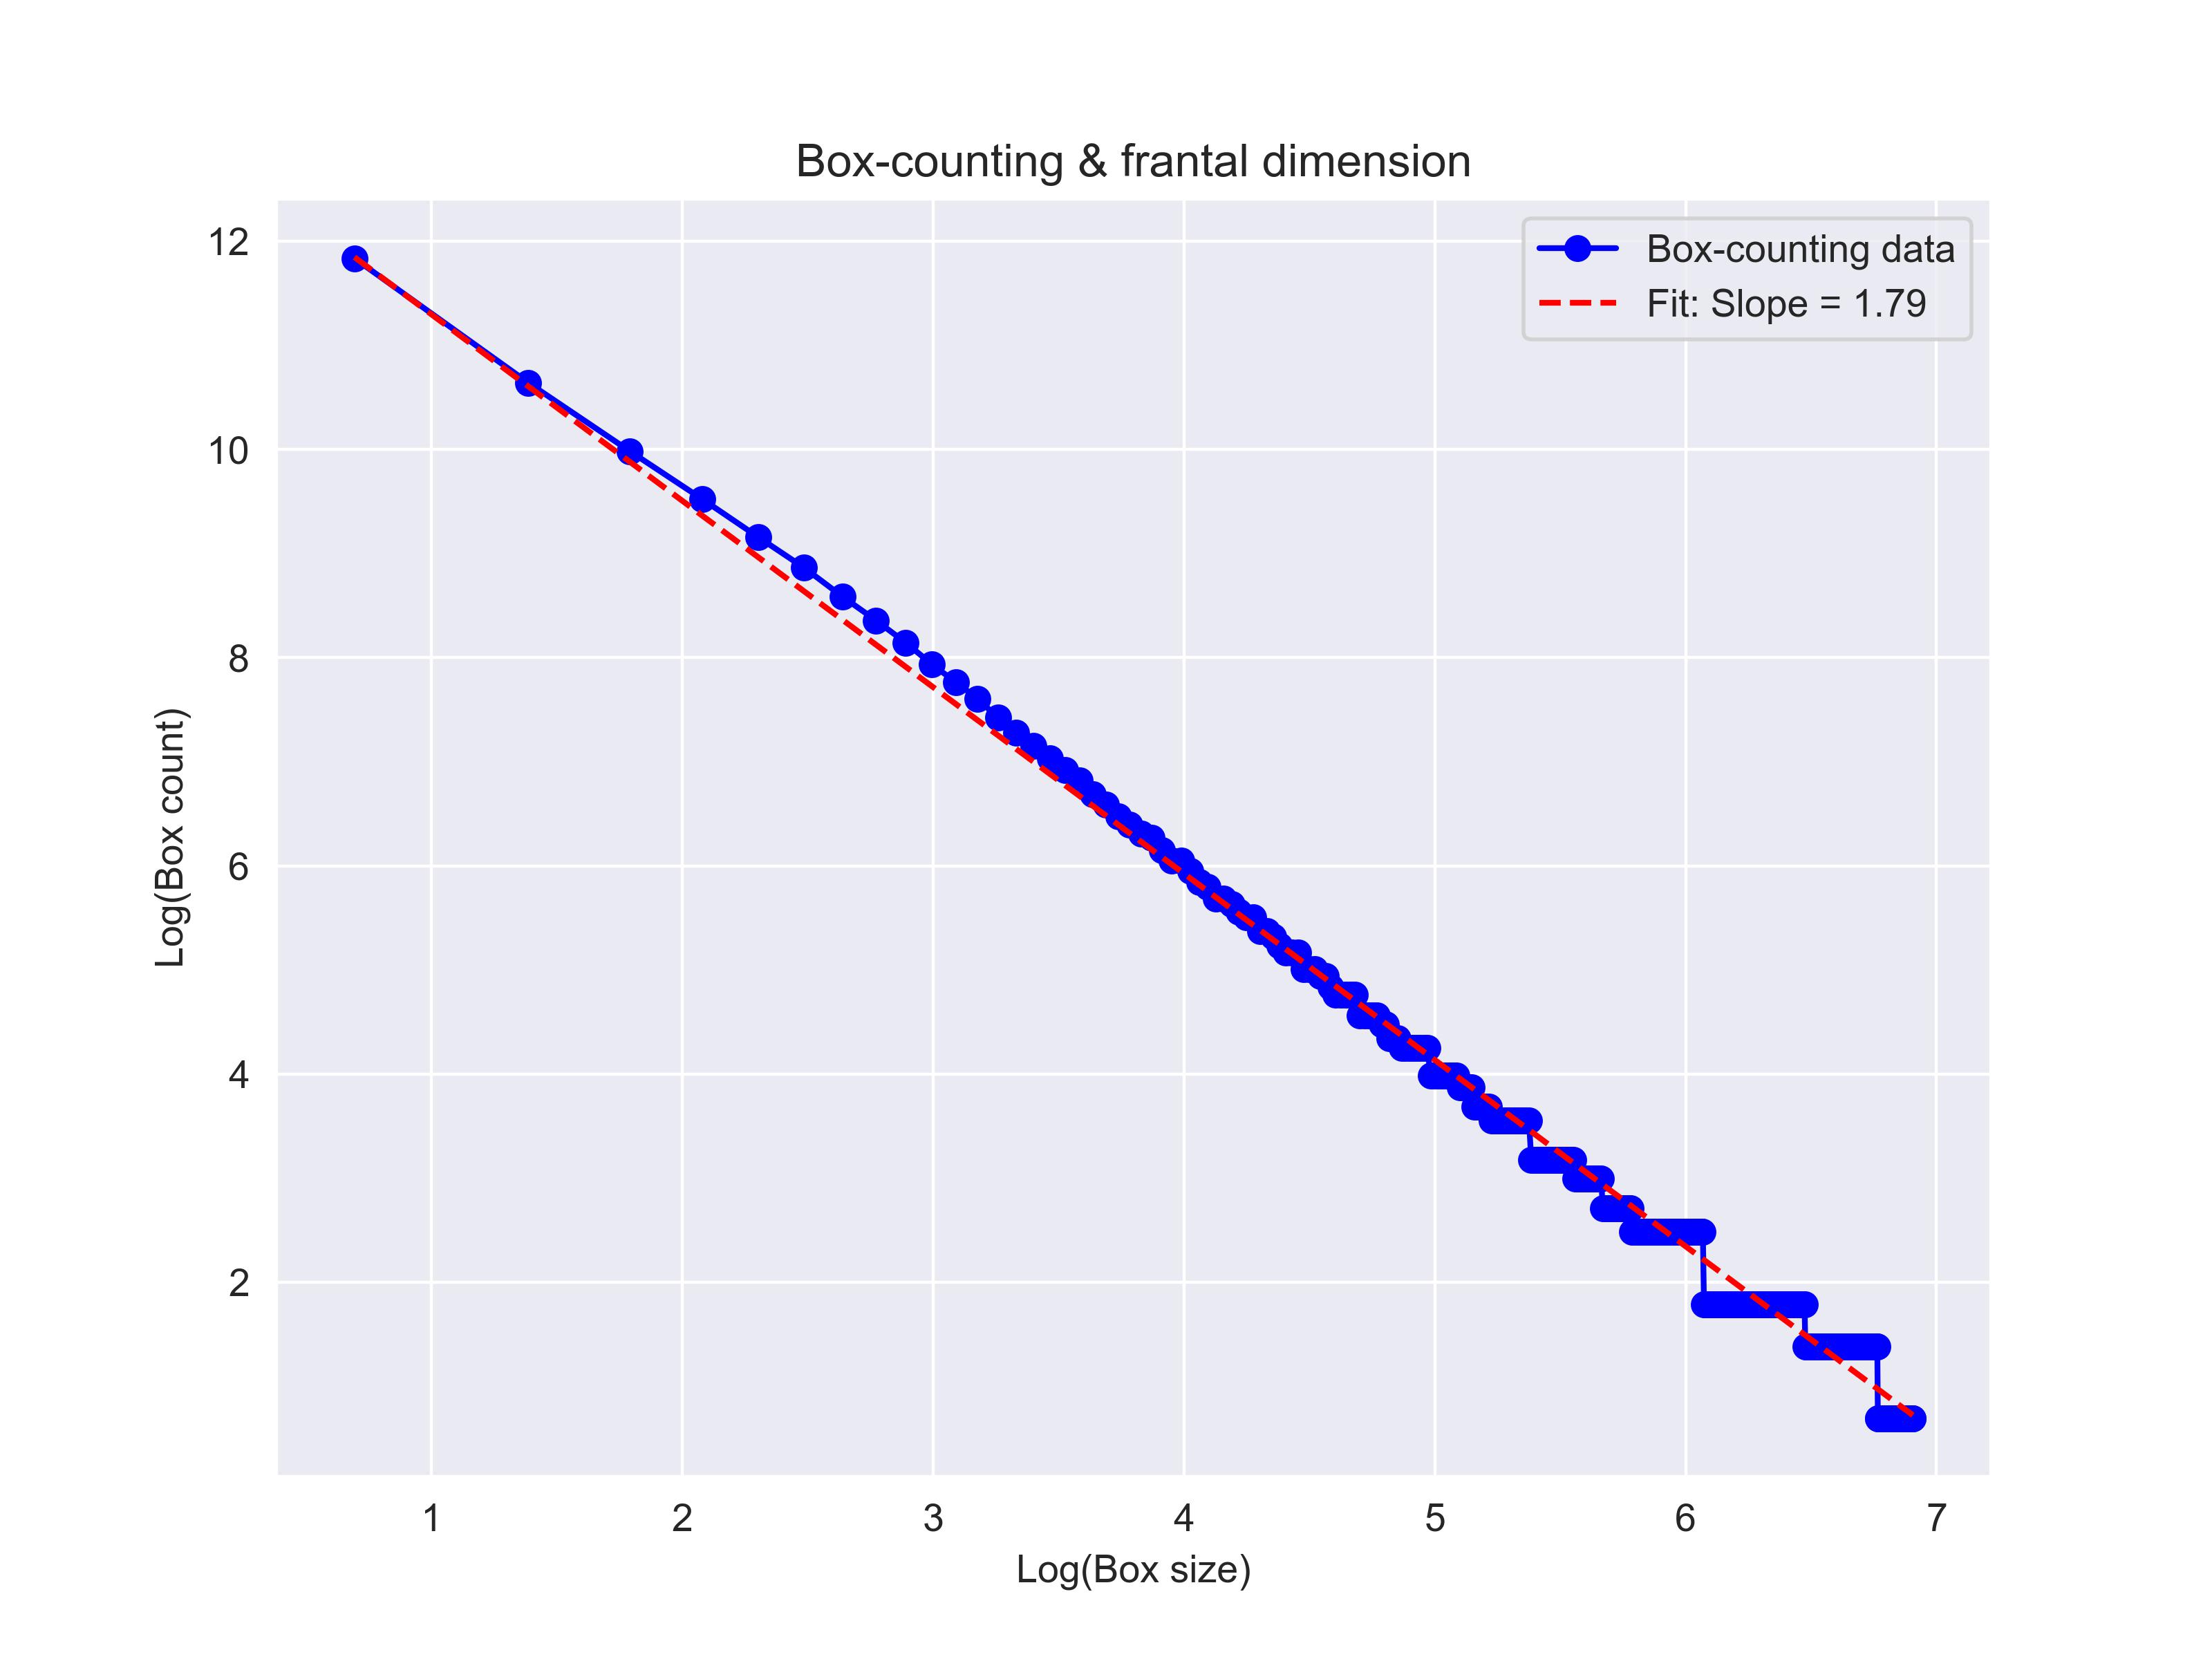 Box-counting & frantal dimension
Box-counting data
Fit: Slope = 1.79
12
10
8
6
4
2
Log(Box count)
1 2 3 4 5 6 7
Log(Box size)